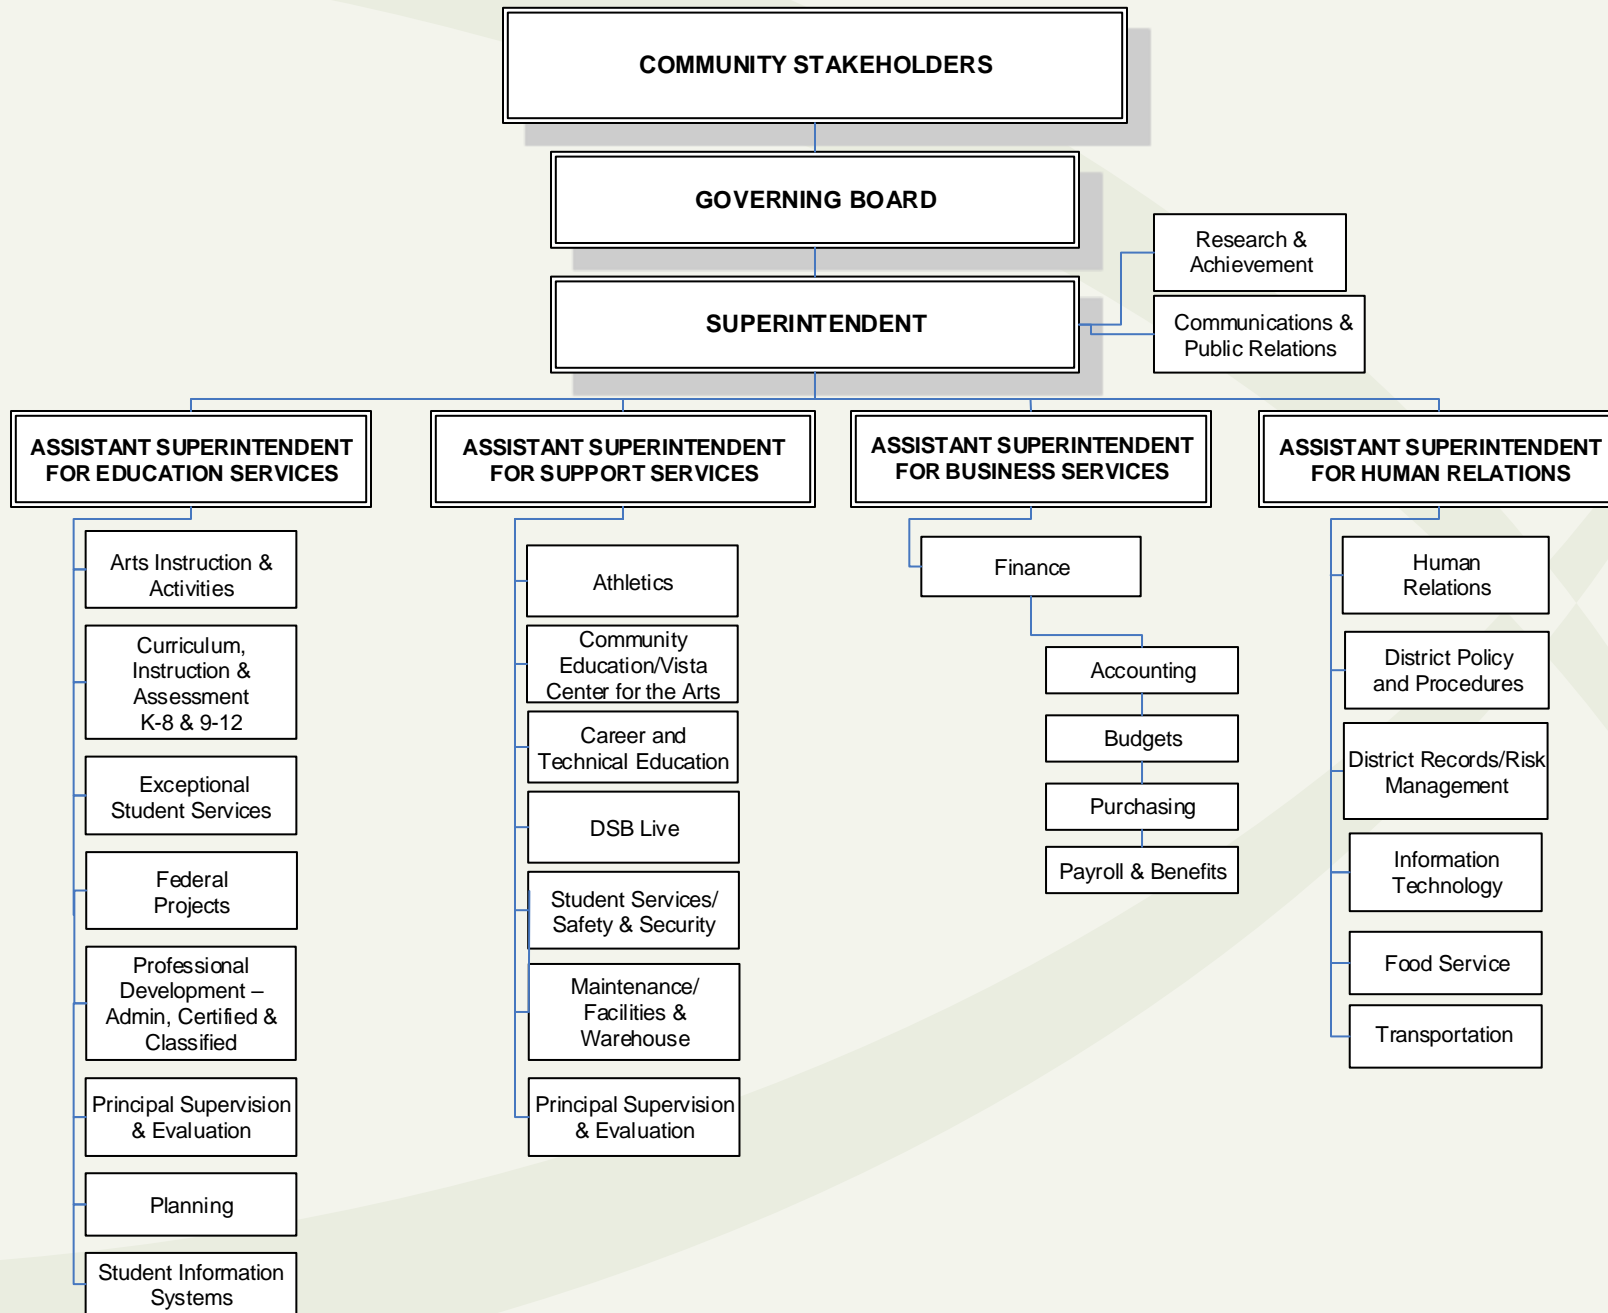 COMMUNITY STAKEHOLDERS
GOVERNING BOARD
SUPERINTENDENT
Research &
Achievement
Communications &
Public Relations
ASSISTANT SUPERINTENDENT
FOR EDUCATION SERVICES
Arts Instruction &
Activities
Curriculum,
Instruction &
Assessment
K-8 & 9-12
Exceptional
Student Services
Federal
Projects
Professional
Development –
Admin, Certified &
Classified
Principal Supervision
& Evaluation
Planning
Student Information
Systems
ASSISTANT SUPERINTENDENT
FOR SUPPORT SERVICES
Athletics
Community
Education/Vista
Center for the Arts
Career and
Technical Education
DSB Live
Student Services/
Safety & Security
Maintenance/
Facilities &
Warehouse
Principal Supervision
& Evaluation
ASSISTANT SUPERINTENDENT
FOR BUSINESS SERVICES
Finance
Accounting
Budgets
Purchasing
Payroll & Benefits
ASSISTANT SUPERINTENDENT
FOR HUMAN RELATIONS
Human
Relations
District Policy
and Procedures
District Records/Risk
Management
Information
Technology
Food Service
Transportation